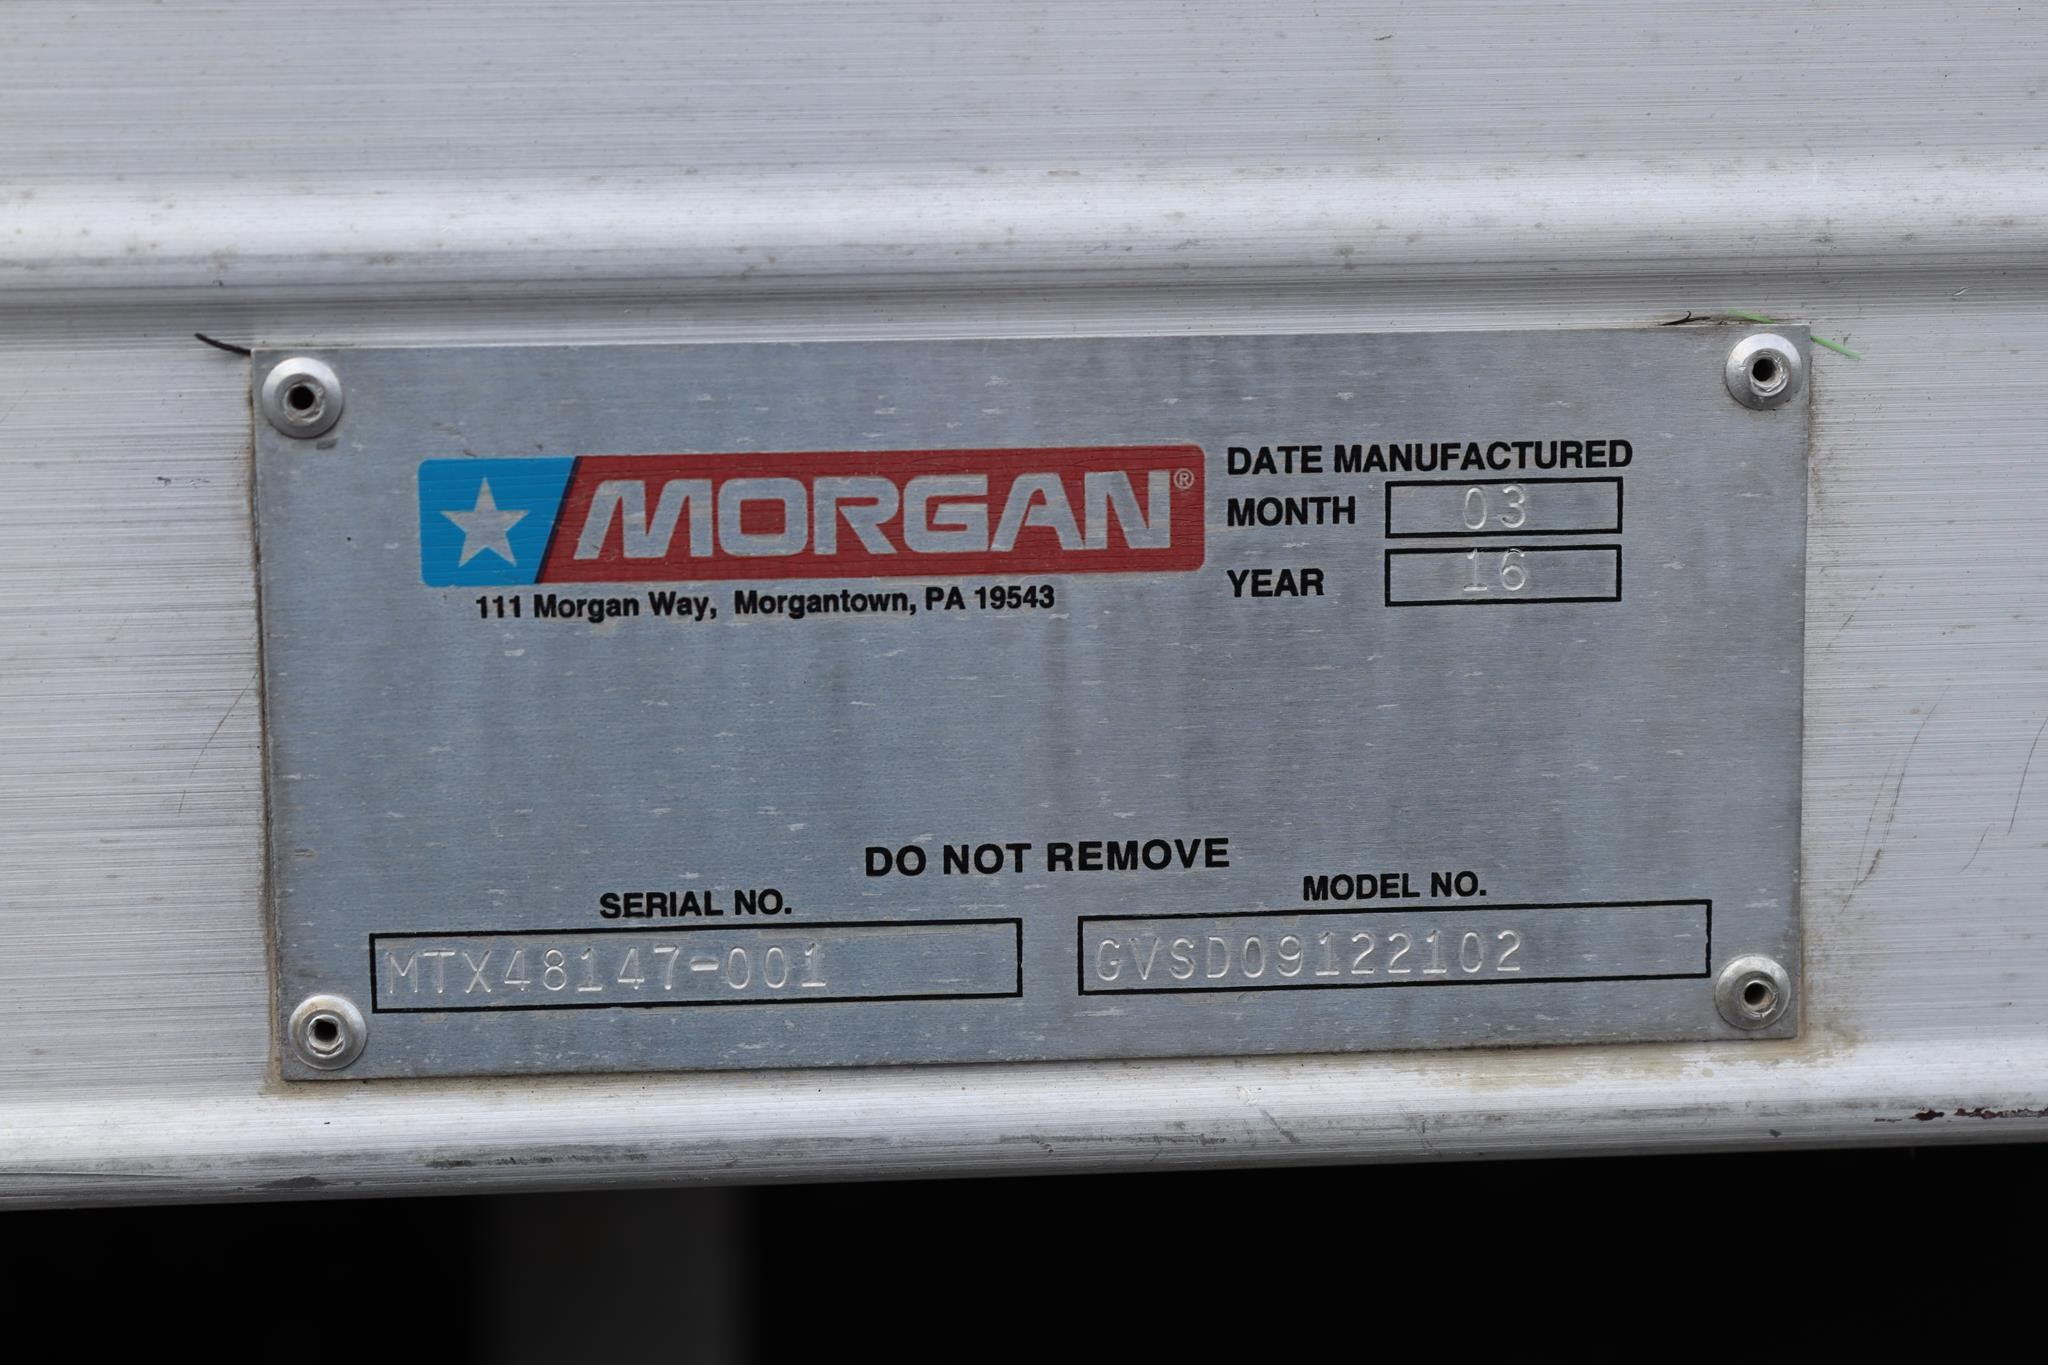 MORGAN®
111 Morgan Way, Morgantown, PA 19543
DATE MANUFACTURED
MONTH 03
YEAR 16
DO NOT REMOVE
SERIAL NO.
MTX48147-001
MODEL NO.
GVSD09122102